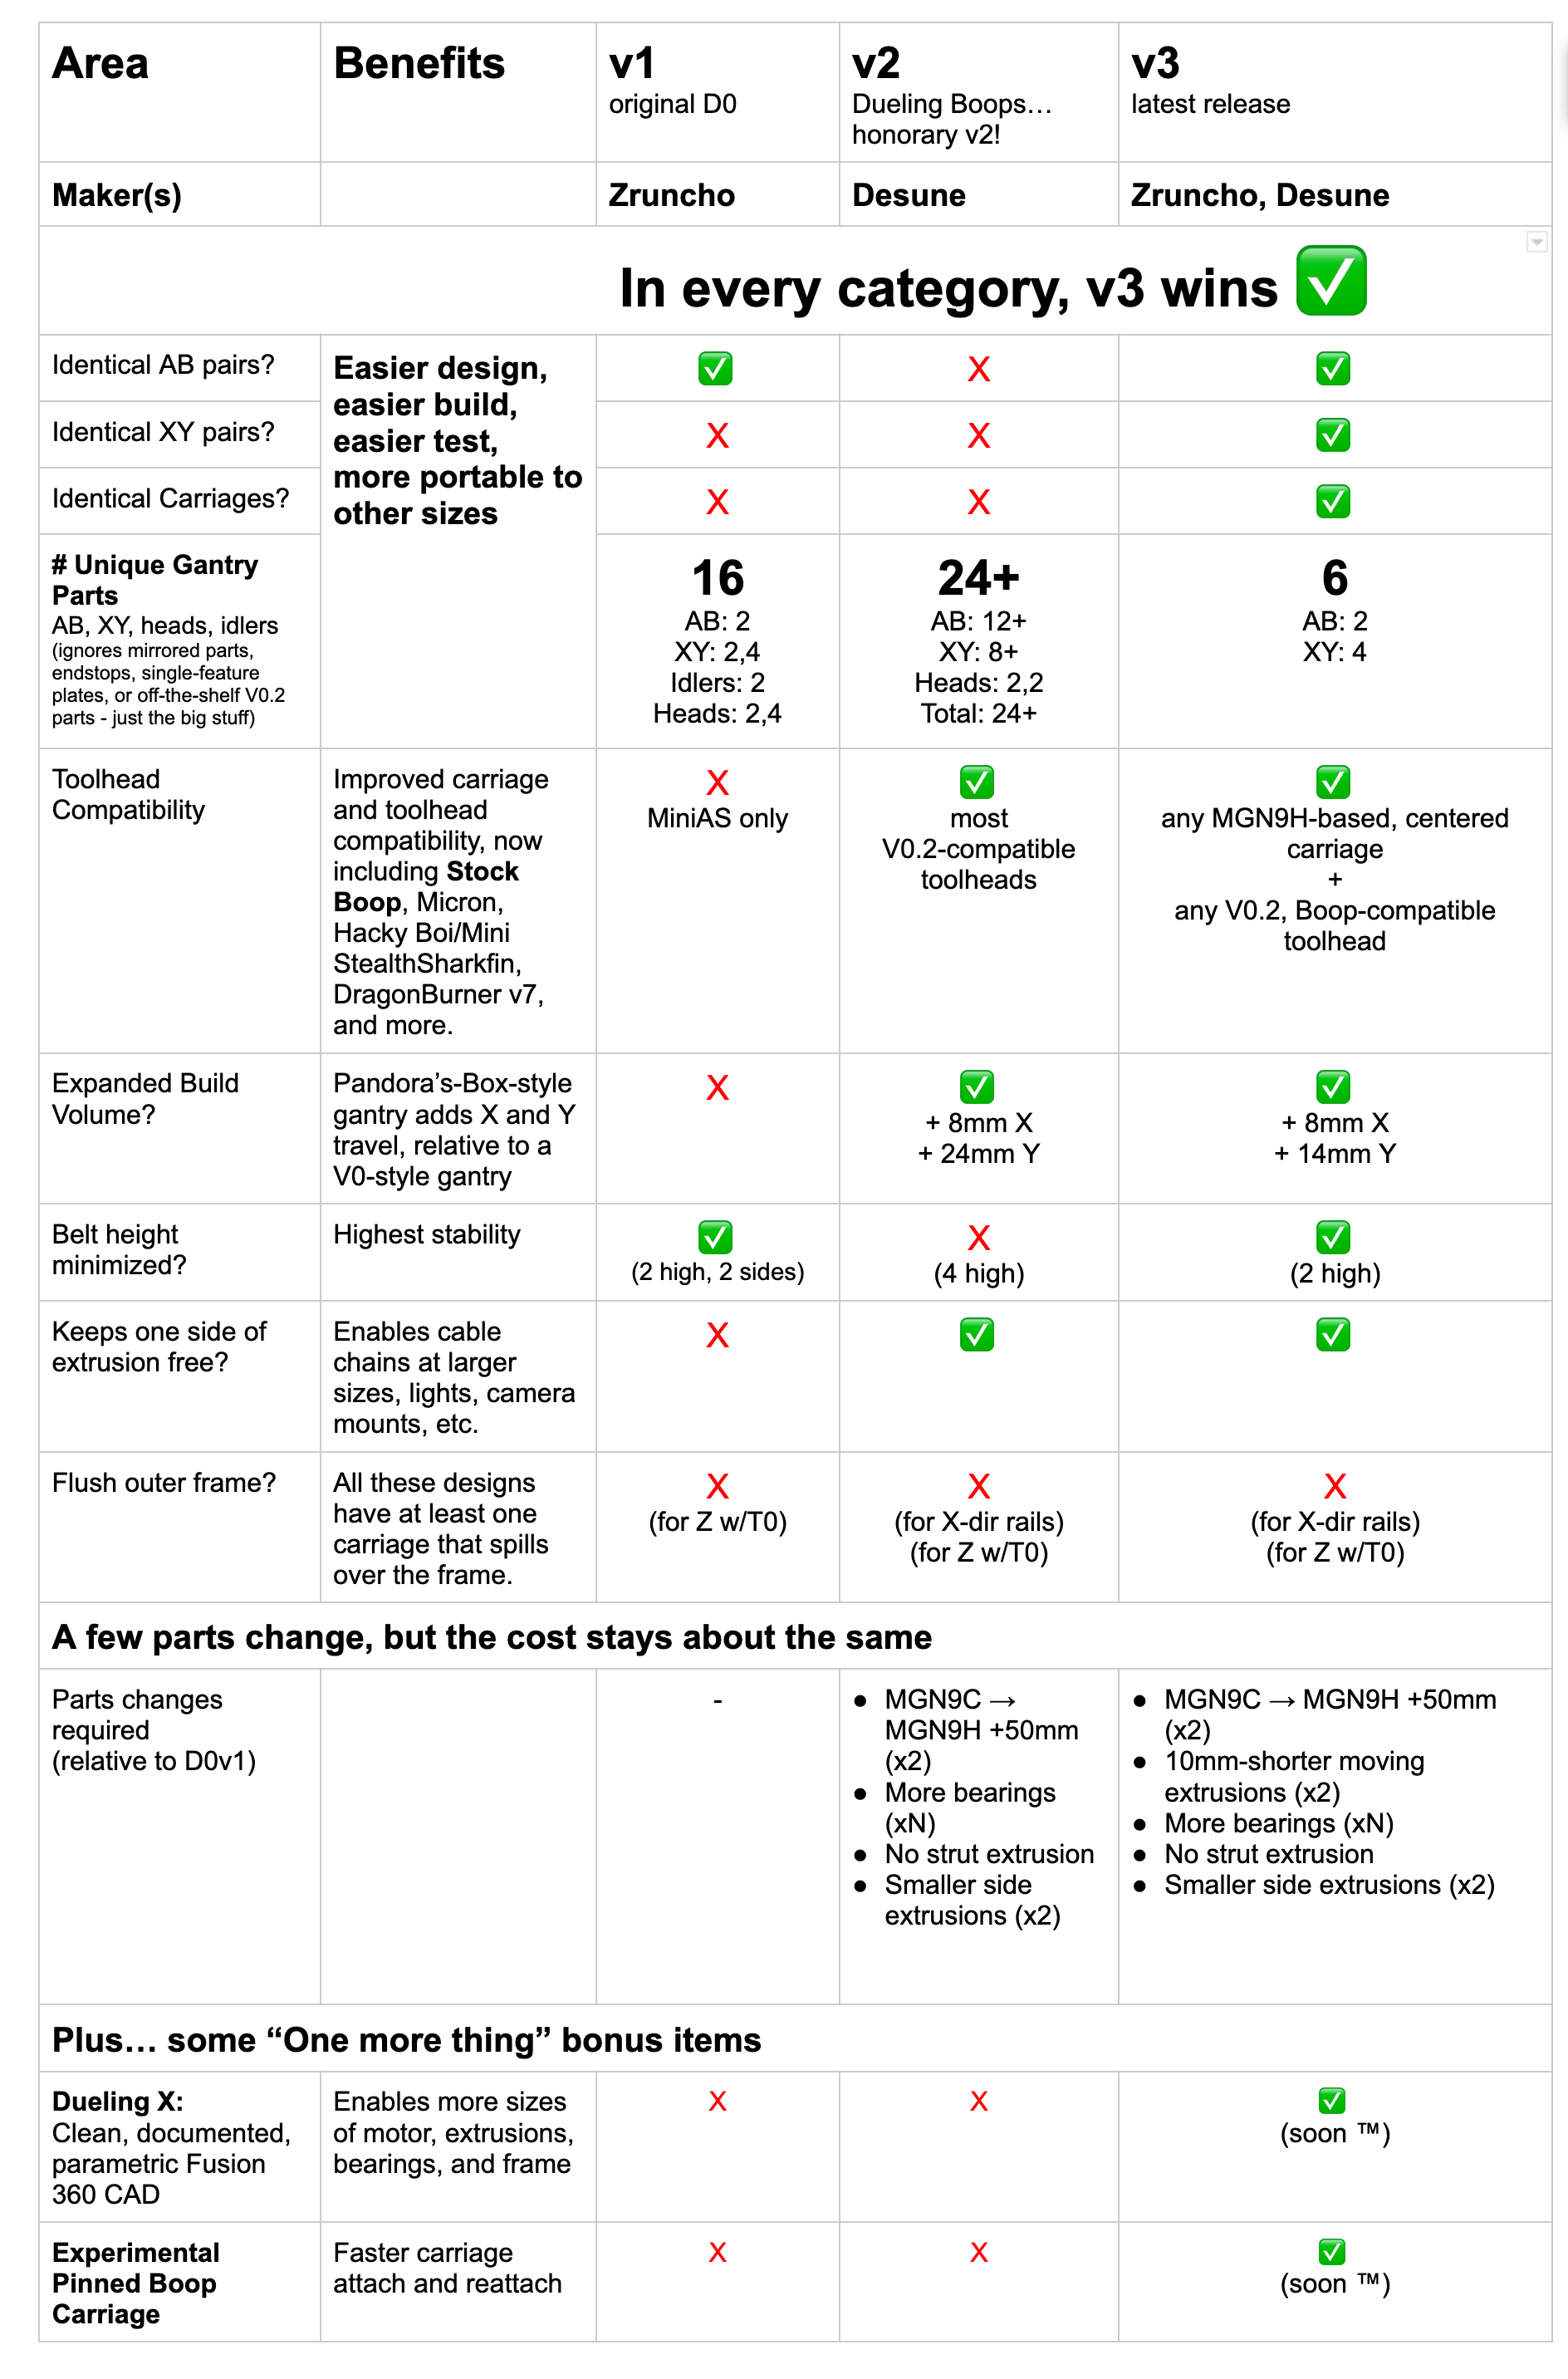 Area
Benefits
v1
original D0
v2
Dueling Boops…
honorary v2!
v3
latest release
Maker(s)
Zruncho
Desune
Zruncho, Desune
In every category, v3 wins ✅
Identical AB pairs?
Easier design,
easier build,
easier test,
more portable to
other sizes
✅
X
✅
Identical XY pairs?
X
X
✅
Identical Carriages?
X
X
✅
# Unique Gantry
Parts
AB, XY, heads, idlers
(ignores mirrored parts,
endstops, single-feature
plates, or off-the-shelf V0.2
parts - just the big stuff)
16
AB: 2
XY: 2,4
Idlers: 2
Heads: 2,4
24+
AB: 12+
XY: 8+
Heads: 2,2
Total: 24+
6
AB: 2
XY: 4
Toolhead
Compatibility
Improved carriage
and toolhead
compatibility, now
including Stock
Boop, Micron,
Hacky Boi/Mini
StealthSharkfin,
DragonBurner v7,
and more.
X
MiniAS only
✅
most
V0.2-compatible
toolheads
✅
any MGN9H-based, centered
carriage
+
any V0.2, Boop-compatible
toolhead
Expanded Build
Volume?
Pandora’s-Box-style
gantry adds X and Y
travel, relative to a
V0-style gantry
X
✅
+ 8mm X
+ 24mm Y
✅
+ 8mm X
+ 14mm Y
Belt height
minimized?
Highest stability
✅
(2 high, 2 sides)
X
(4 high)
✅
(2 high)
Keeps one side of
extrusion free?
Enables cable
chains at larger
sizes, lights, camera
mounts, etc.
X
✅
✅
Flush outer frame?
All these designs
have at least one
carriage that spills
over the frame.
X
(for Z w/T0)
X
(for X-dir rails)
(for Z w/T0)
X
(for X-dir rails)
(for Z w/T0)
A few parts change, but the cost stays about the same
Parts changes
required
(relative to D0v1)
-
● MGN9C →
MGN9H +50mm
(x2)
● More bearings
(xN)
● No strut extrusion
● Smaller side
extrusions (x2)
● MGN9C → MGN9H +50mm
(x2)
● 10mm-shorter moving
extrusions (x2)
● More bearings (xN)
● No strut extrusion
● Smaller side extrusions (x2)
Plus… some “One more thing” bonus items
Dueling X:
Clean, documented,
parametric Fusion
360 CAD
Enables more sizes
of motor, extrusions,
bearings, and frame
X
X
✅
(soon ™)
Experimental
Pinned Boop
Carriage
Faster carriage
attach and reattach
X
X
✅
(soon ™)